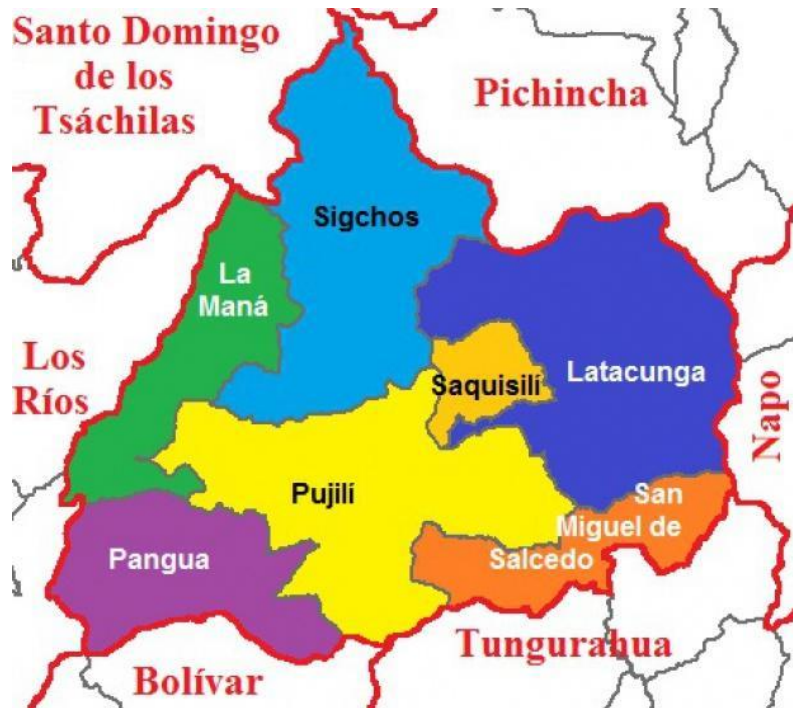 Santo Domingo
de los
Tsáchilas
Pichincha
Sigchos
La
Maná
Los
Ríos
Saquisilí
Latacunga
Napo
Pujilí
San
Miguel de
Salcedo
Pangua
Tungurahua
Bolívar